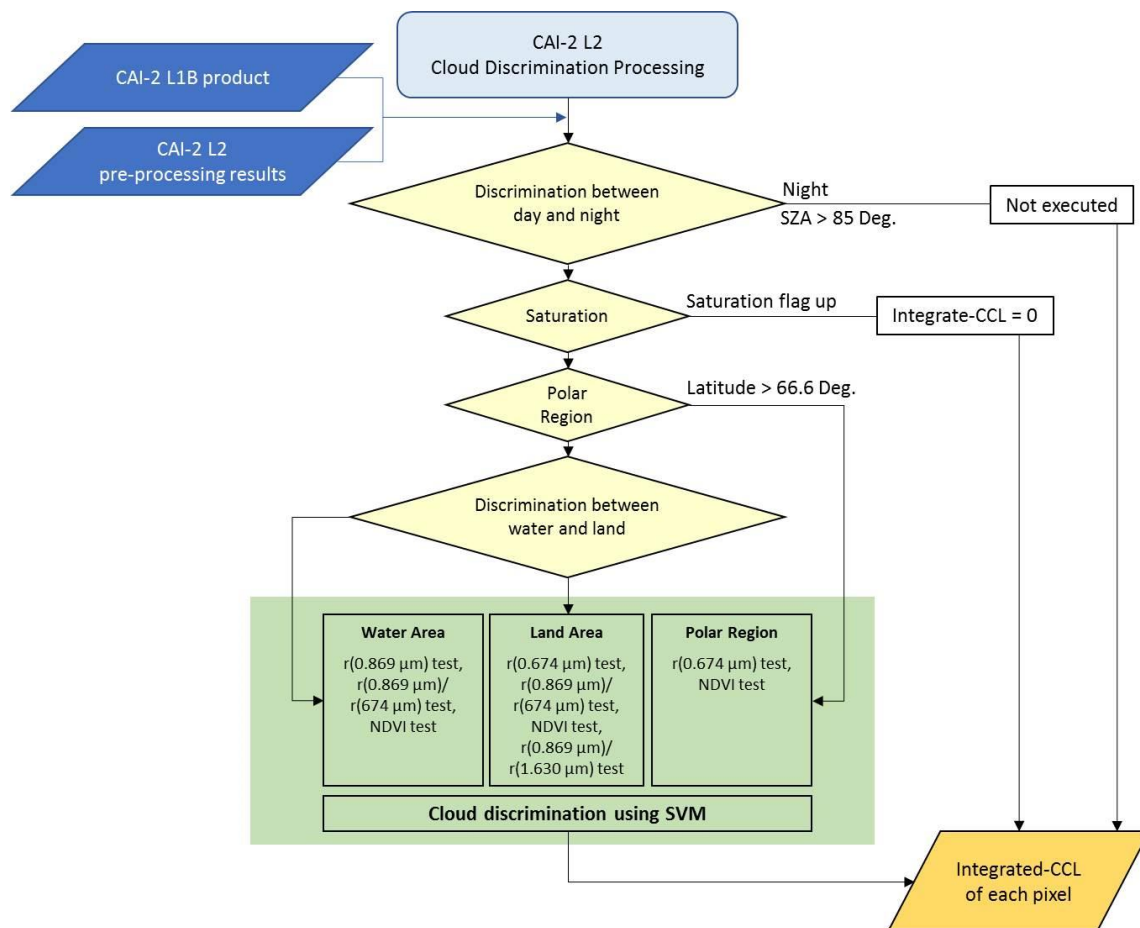 CAI-2 L2
Cloud Discrimination Processing
CAI-2 L1B product
CAI-2 L2
pre-processing results
Discrimination between
day and night
Night
SZA > 85 Deg.
Not executed
Saturation
Saturation flag up
Integrate-CCL = 0
Polar
Region
Latitude > 66.6 Deg.
Discrimination between
water and land
Water Area
r(0.869 μm) test,
r(0.869 μm)/
r(674 μm) test,
NDVI test
Land Area
r(0.674 μm) test,
r(0.869 μm)/
r(674 μm) test,
NDVI test,
r(0.869 μm)/
r(1.630 μm) test
Polar Region
r(0.674 μm) test,
NDVI test
Cloud discrimination using SVM
Integrated-CCL
of each pixel